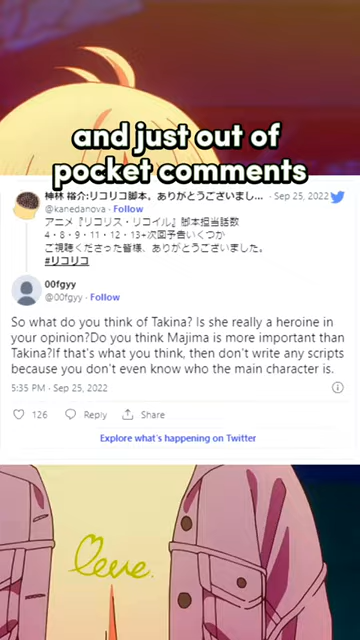 and just out of
pocket comments
神林 裕介:リコリコ脚本。ありがとうございまし... · Sep 25, 2022
@kanedanova · Follow
アニメ『リコリス・リコイル』脚本担当話数
4・8・9・11・12・13+次回予告いくつか
ご視聴くださった皆様、ありがとうございました。
#リコリコ
00fgyy
@00fgyy · Follow
So what do you think of Takina? Is she really a heroine in
your opinion?Do you think Majima is more important than
Takina?If that's what you think, then don't write any scripts
because you don't even know who the main character is.
5:35 PM · Sep 25, 2022
126 Reply Share
Explore what's happening on Twitter